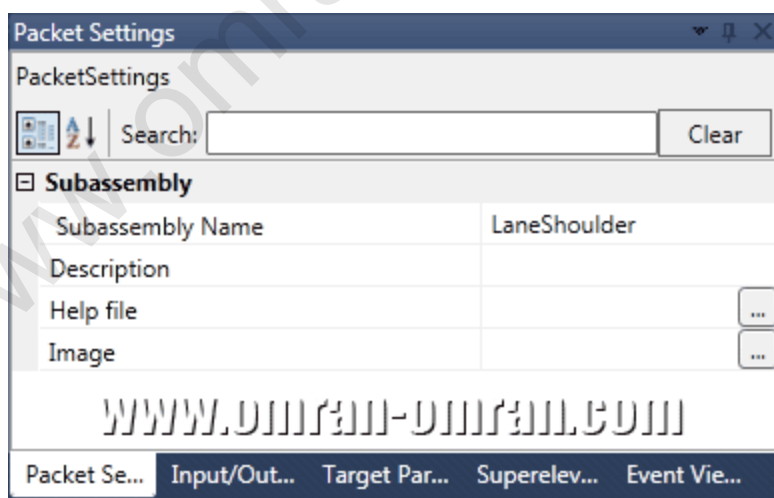 Packet Settings
PacketSettings
Search:
Clear
Subassembly
Subassembly Name LaneShoulder
Description
Help file ...
Image ...
www.omran-omran.com
Packet Se... Input/Out... Target Par... Superelev... Event Vie...